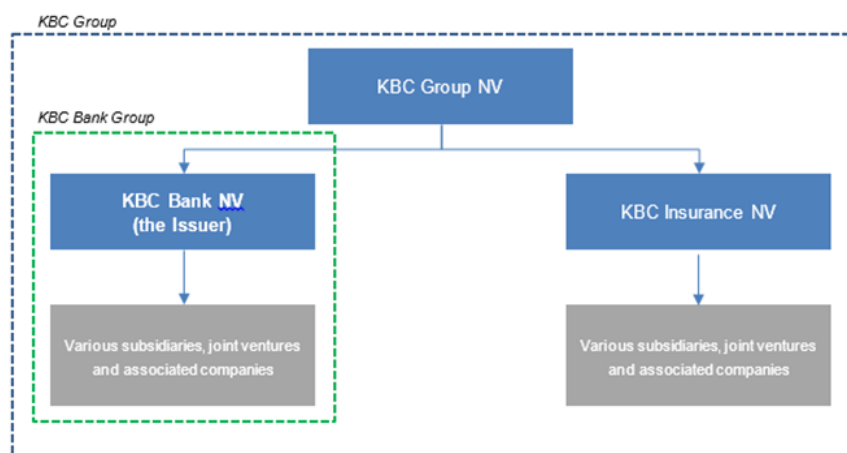 KBC Group
KBC Group NV
KBC Bank Group
KBC Bank NV
(the Issuer)
KBC Insurance NV
Various subsidiaries, joint ventures
and associated companies
Various subsidiaries, joint ventures
and associated companies